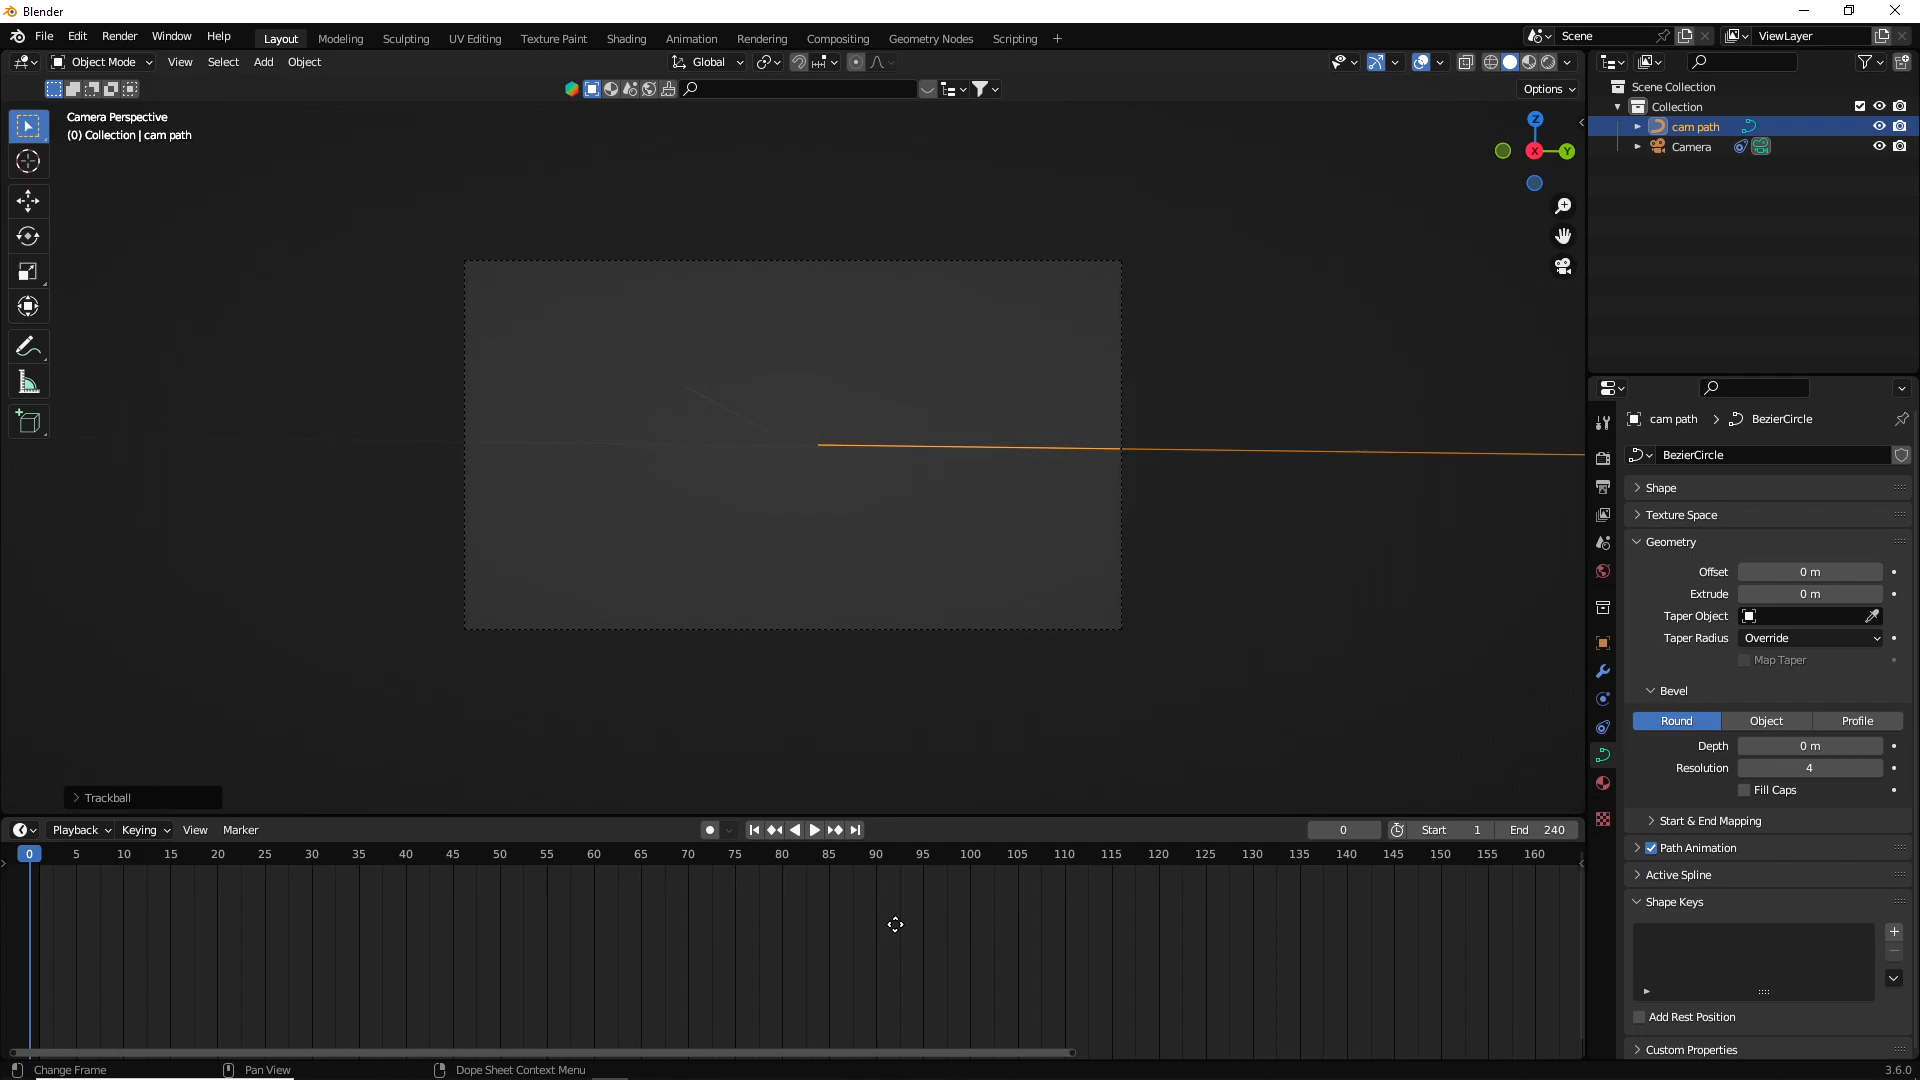 Blender
File Edit Render Window Help
Layout Modeling Sculpting UV Editing Texture Paint Shading Animation Rendering Compositing Geometry Nodes Scripting +
Scene
ViewLayer
Object Mode View Select Add Object
Global
Options
Camera Perspective
(0) Collection | cam path
Z
X
Y
Scene Collection
Collection
cam path
Camera
cam path > BezierCircle
BezierCircle
Shape
Texture Space
Geometry
Offset 0 m
Extrude 0 m
Taper Object
Taper Radius Override
Map Taper
Bevel
Round Object Profile
Depth 0 m
Resolution 4
Fill Caps
Start & End Mapping
Path Animation
Active Spline
Shape Keys
Add Rest Position
Custom Properties
Trackball
Playback Keying View Marker
0 Start 1 End 240
0 5 10 15 20 25 30 35 40 45 50 55 60 65 70 75 80 85 90 95 100 105 110 115 120 125 130 135 140 145 150 155 160
Change Frame Pan View Dope Sheet Context Menu
3.6.0